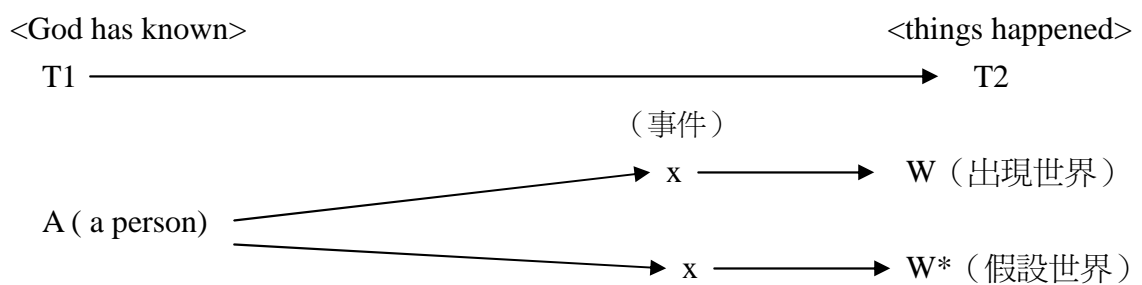 <God has known> <things happened>
T1 T2
（事件）
x W（出現世界）
A ( a person)
x W*（假設世界）